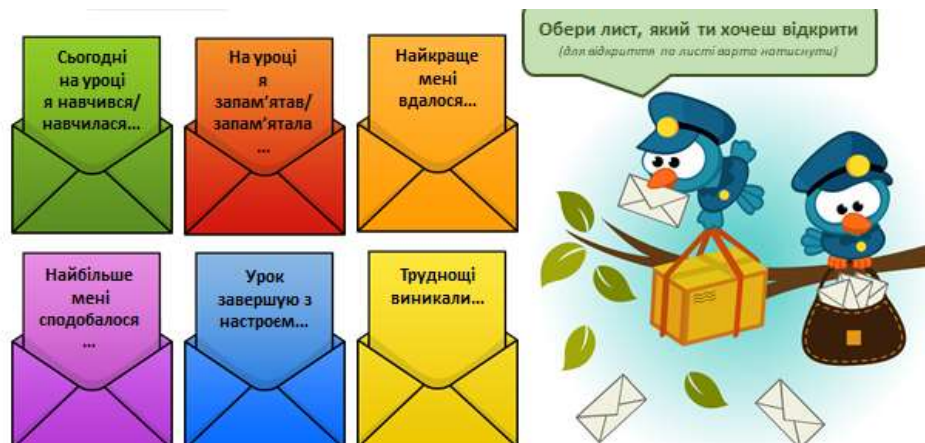 Сьогодні
на уроці
я навчився/
навчилася...
На уроці
я
запам'ятав/
запам'ятала
...
Найкраще
мені
вдалося...
Обери лист, який ти хочеш відкрити
(для відкриття по листі варто натиснути)
Найбільше
мені
сподобалося
...
Урок
завершую з
настроєм...
Труднощі
виникали...